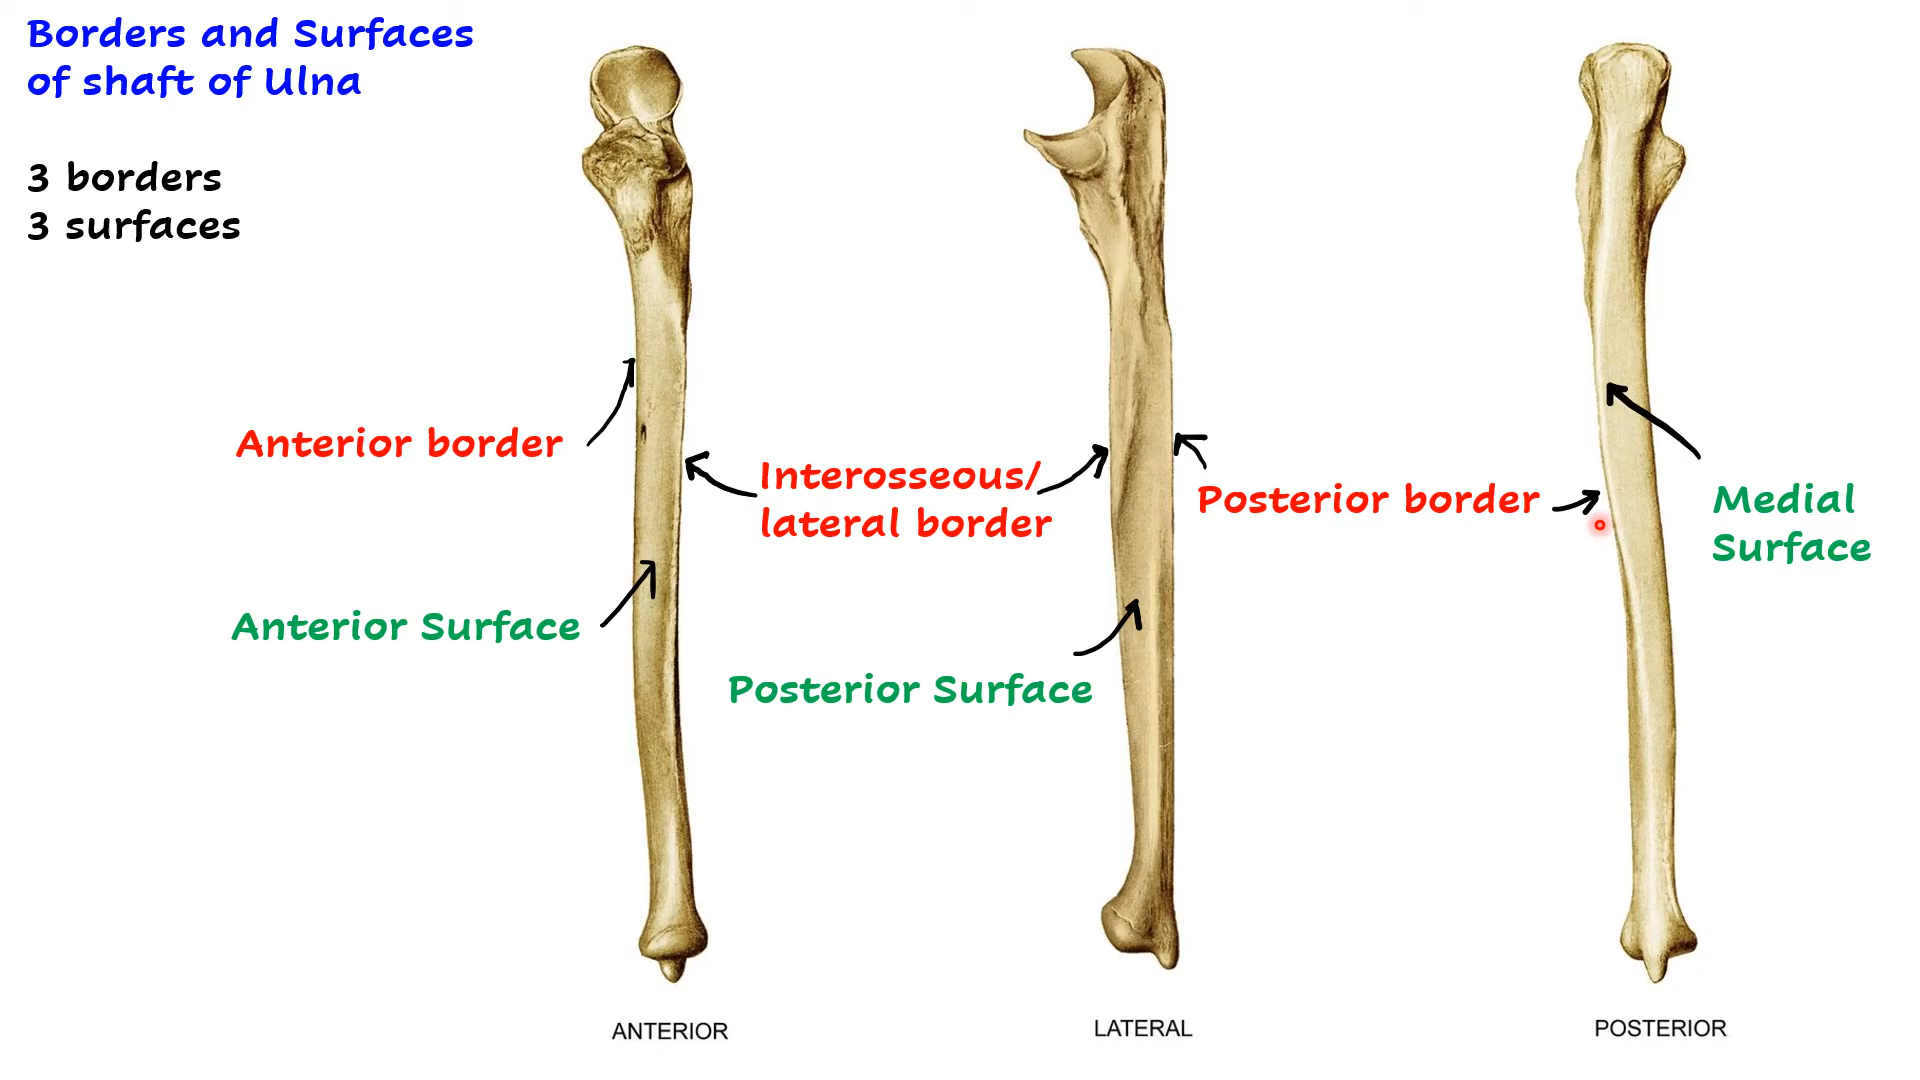 Borders and Surfaces
of shaft of Ulna
3 borders
3 surfaces
Anterior border
Interosseous/
lateral border
Posterior border
Medial
Surface
Anterior Surface
Posterior Surface
ANTERIOR
LATERAL
POSTERIOR